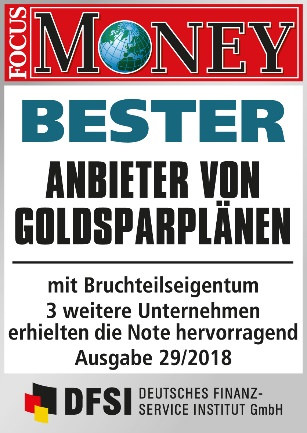 FOCUS
MONEY
BESTER
ANBIETER VON
GOLDSPARPLÄNEN
mit Bruchteilseigentum
3 weitere Unternehmen
erhielten die Note hervorragend
Ausgabe 29/2018
DFSI DEUTSCHES FINANZ-
SERVICE INSTITUT GmbH